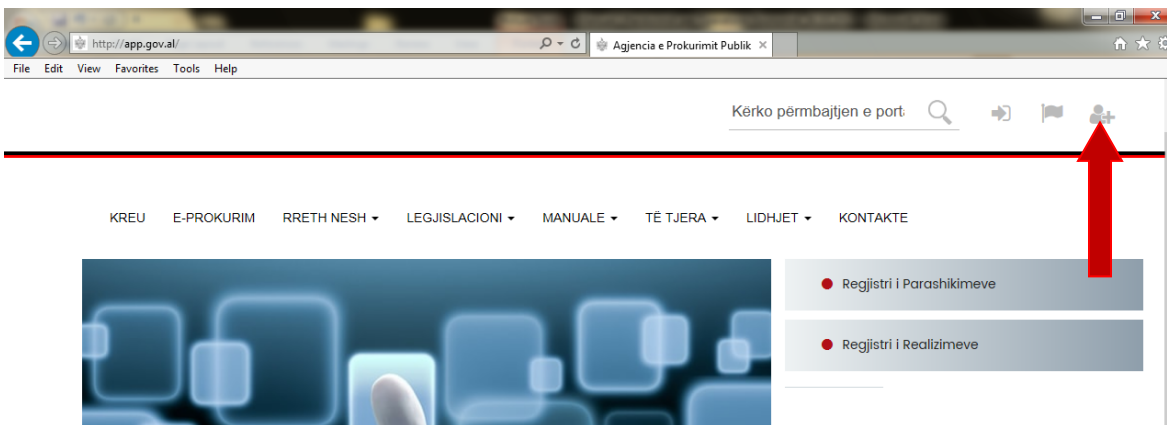 http://app.gov.al/
Agjencia e Prokurimit Publik
File Edit View Favorites Tools Help
Kërko përmbajtjen e port
KREU E-PROKURIM RRETH NESH LEGJISLACIONI MANUALE TË TJERA LIDHJET KONTAKTE
Regjistri i Parashikimeve
Regjistri i Realizimeve